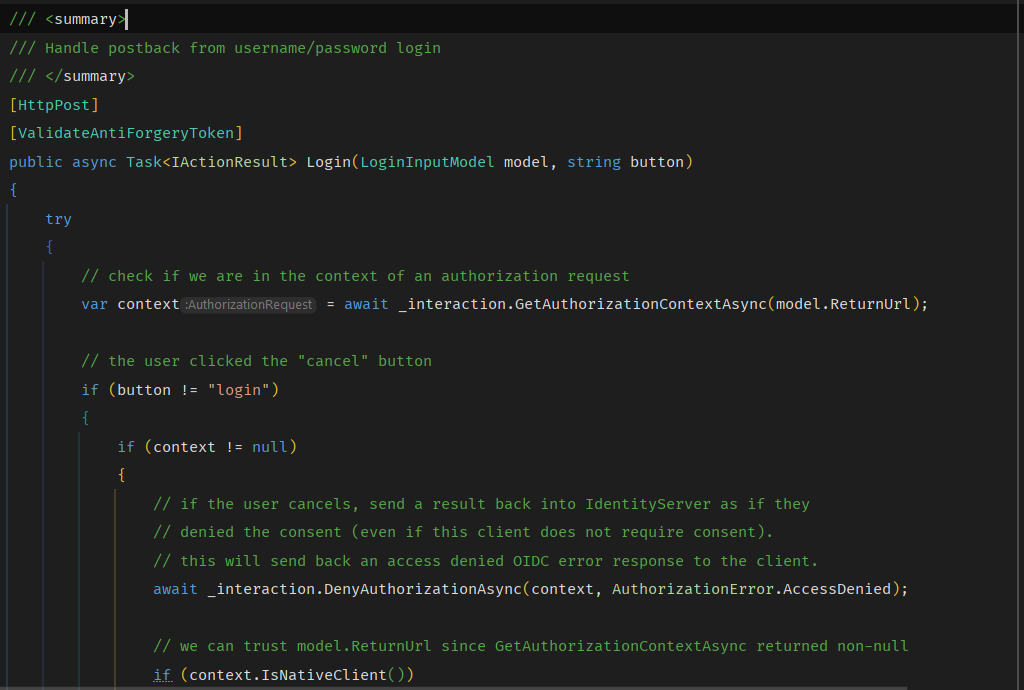 /// <summary>
/// Handle postback from username/password login
/// </summary>
[HttpPost]
[ValidateAntiForgeryToken]
public async Task<IActionResult> Login(LoginInputModel model, string button)
{
    try
    {
        // check if we are in the context of an authorization request
        var context :AuthorizationRequest = await _interaction.GetAuthorizationContextAsync(model.ReturnUrl);

        // the user clicked the "cancel" button
        if (button != "login")
        {
            if (context != null)
            {
                // if the user cancels, send a result back into IdentityServer as if they
                // denied the consent (even if this client does not require consent).
                // this will send back an access denied OIDC error response to the client.
                await _interaction.DenyAuthorizationAsync(context, AuthorizationError.AccessDenied);

                // we can trust model.ReturnUrl since GetAuthorizationContextAsync returned non-null
                if (context.IsNativeClient())